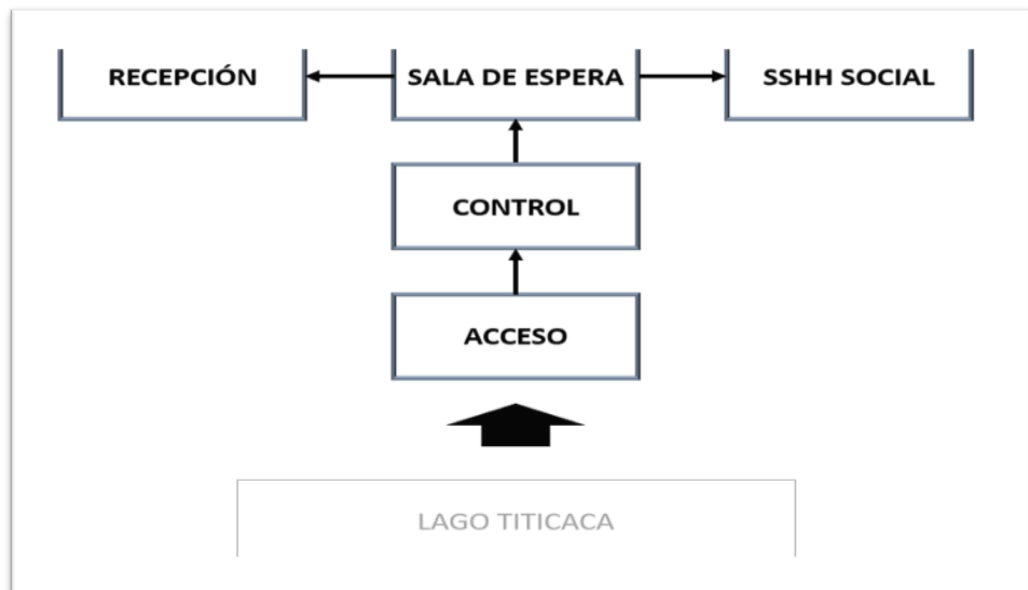 RECEPCIÓN
SALA DE ESPERA
SSHH SOCIAL
CONTROL
ACCESO
LAGO TITICACA